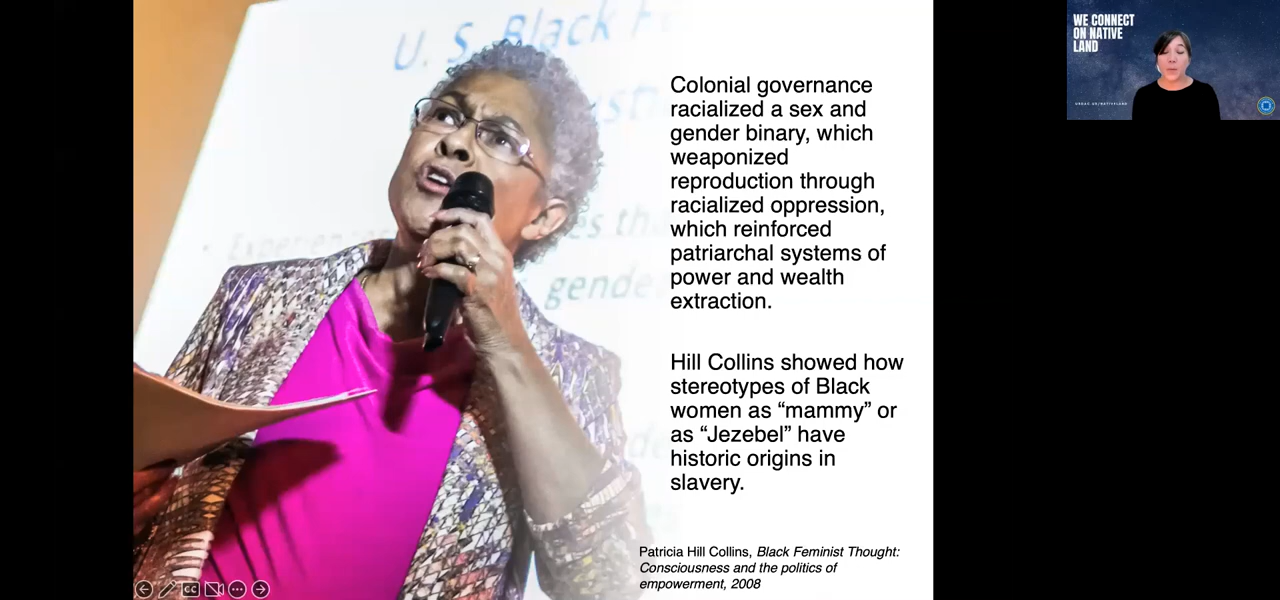 U. S. Black
Colonial governance
racialized a sex and
gender binary, which
weaponized
reproduction through
racialized oppression,
which reinforced
patriarchal systems of
power and wealth
extraction.
Hill Collins showed how
stereotypes of Black
women as “mammy” or
as “Jezebel” have
historic origins in
slavery.
Patricia Hill Collins, Black Feminist Thought:
Consciousness and the politics of
empowerment, 2008
WE CONNECT
ON NATIVE
LAND
CC